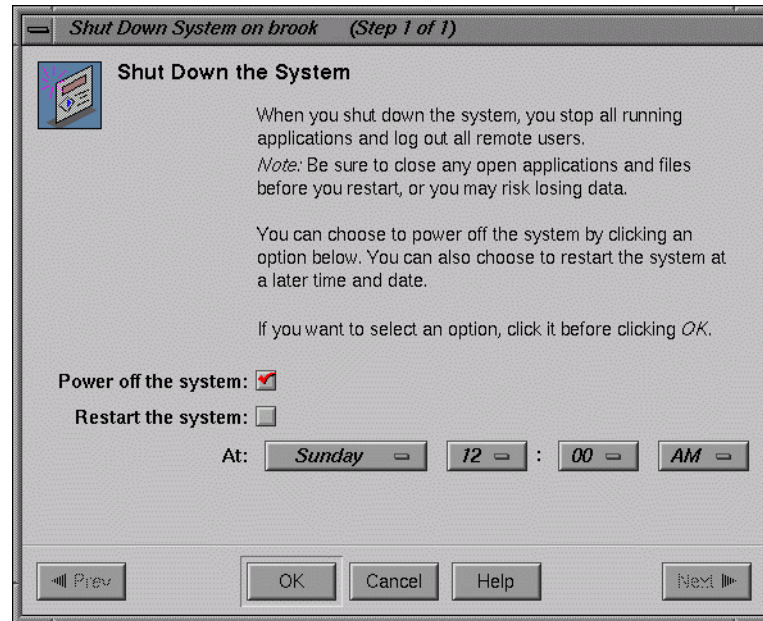 Shut Down System on brook (Step 1 of 1)
Shut Down the System
When you shut down the system, you stop all running
applications and log out all remote users.
Note: Be sure to close any open applications and files
before you restart, or you may risk losing data.
You can choose to power off the system by clicking an
option below. You can also choose to restart the system at
a later time and date.
If you want to select an option, click it before clicking OK.
Power off the system:
Restart the system:
At: Sunday 12 : 00 AM
Prev OK Cancel Help Next